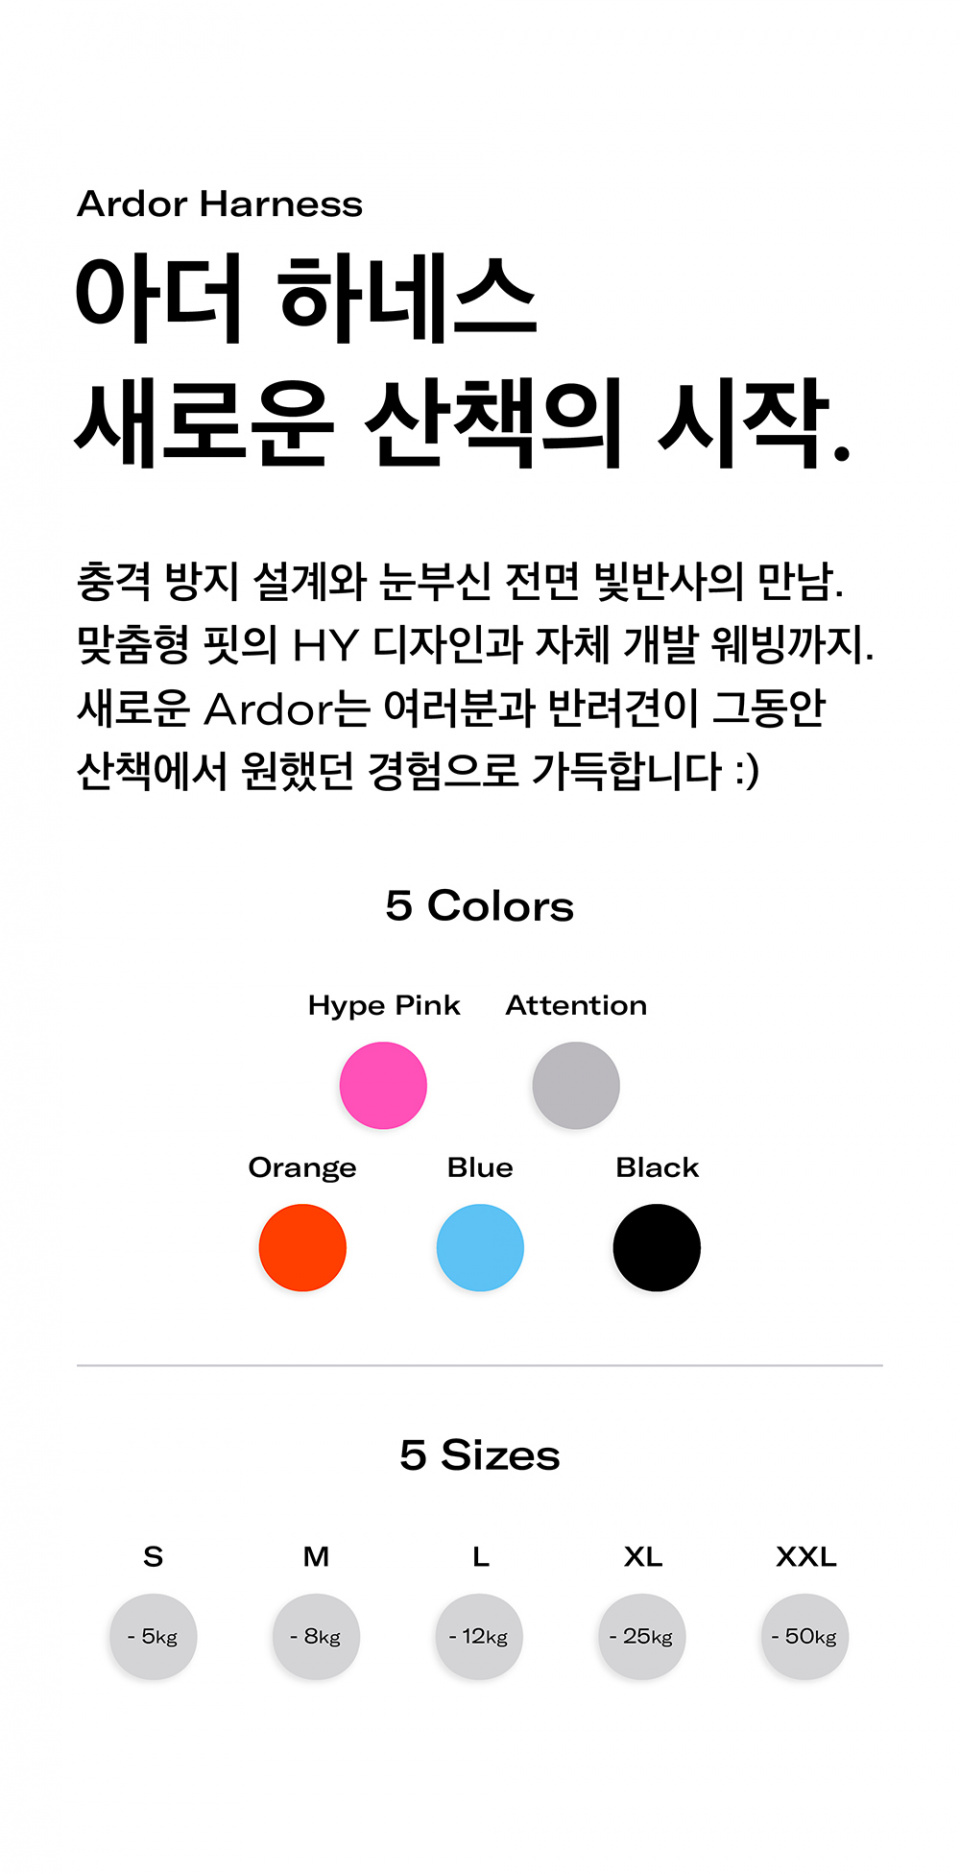 Ardor Harness
아더 하네스
새로운 산책의 시작.
충격 방지 설계와 눈부신 전면 빛반사의 만남.
맞춤형 핏의 HY 디자인과 자체 개발 웨빙까지.
새로운 Ardor는 여러분과 반려견이 그동안
산책에서 원했던 경험으로 가득합니다 :)
5 Colors
Hype Pink Attention
Orange Blue Black
5 Sizes
S M L XL XXL
- 5kg - 8kg - 12kg - 25kg - 50kg